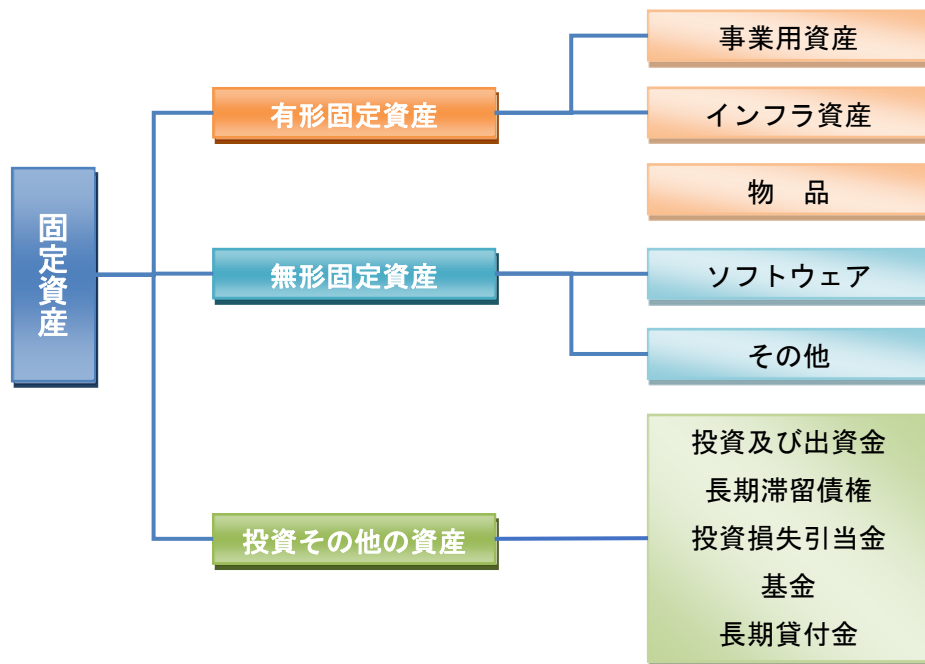 固定資産
有形固定資産
事業用資産
インフラ資産
物　品
無形固定資産
ソフトウェア
その他
投資その他の資産
投資及び出資金
長期滞留債権
投資損失引当金
基金
長期貸付金